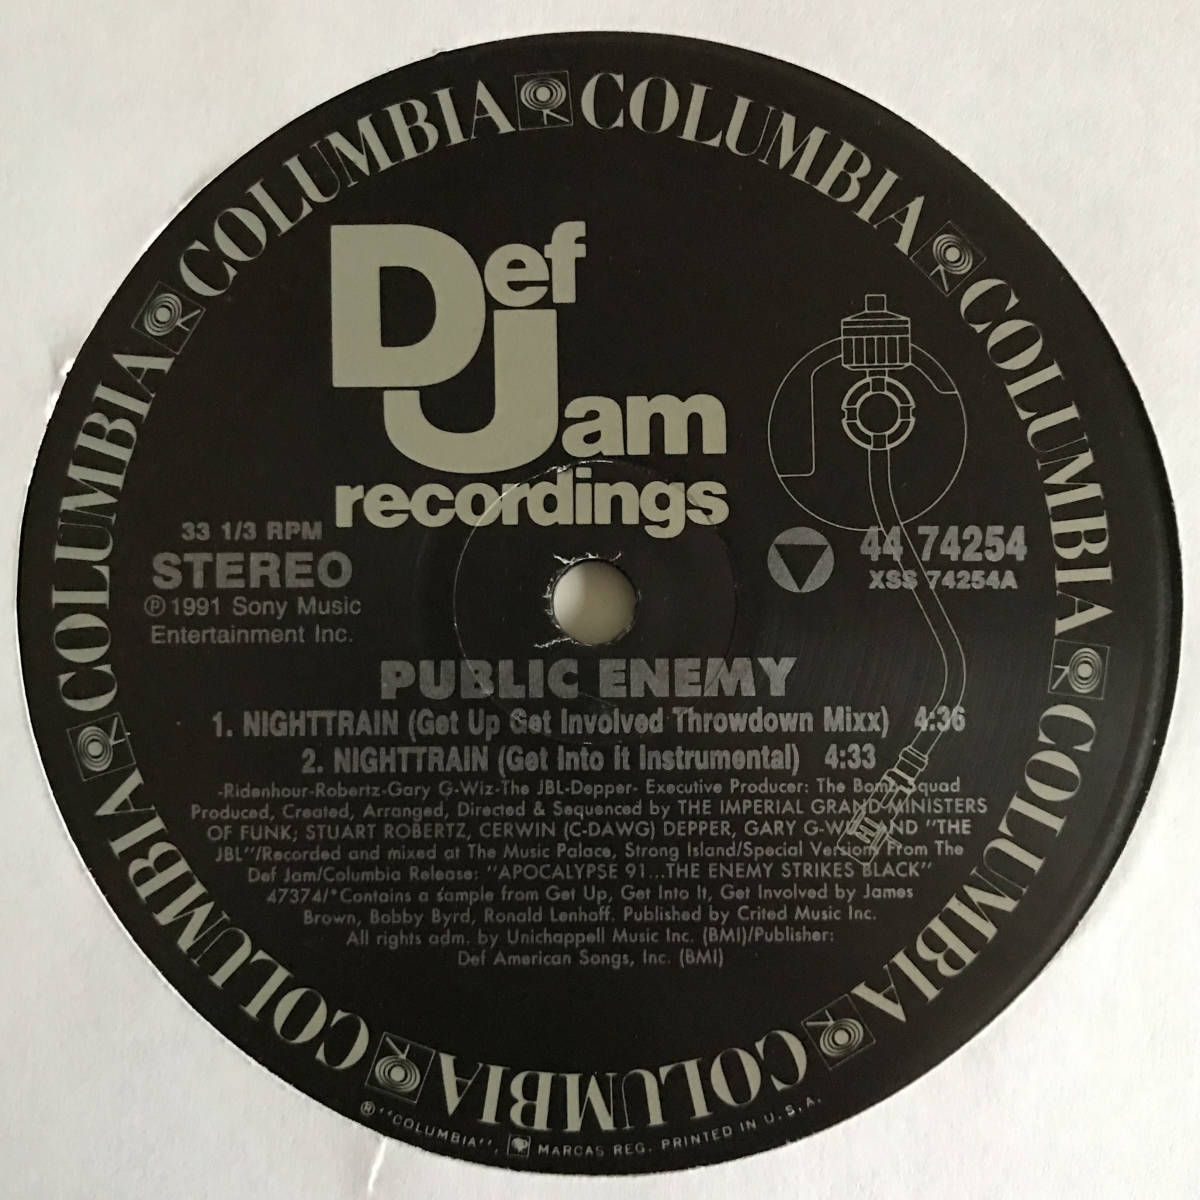 COLUMBIA COLUMBIA COLUMBIA COLUMBIA COLUMBIA COLUMBIA COLUMBIA COLUMBIA COLUMBIA COLUMBIA
Def
Jam
recordings
33 1/3 RPM
STEREO
Ⓟ 1991 Sony Music
Entertainment Inc.
44 74254
XSS 74254A
PUBLIC ENEMY
1. NIGHTTRAIN (Get Up Get Involved Throwdown Mixx) 4:36
2. NIGHTTRAIN (Get Into It Instrumental) 4:33
-Ridenhour-Robertz-Gary G-Wiz-The JBL-Depper- Executive Producer: The Bomb Squad
Produced, Created, Arranged, Directed & Sequenced by THE IMPERIAL GRAND MINISTERS
OF FUNK; STUART ROBERTZ, CERWIN (C-DAWG) DEPPER, GARY G-WIZ AND "THE
JBL"/Recorded and mixed at The Music Palace, Strong Island/Special Version From The
Def Jam/Columbia Release: "APOCALYPSE 91...THE ENEMY STRIKES BLACK"
47374/*Contains a sample from Get Up, Get Into It, Get Involved by James
Brown, Bobby Byrd, Ronald Lenhoff. Published by Crited Music Inc.
All rights adm. by Unichappell Music Inc. (BMI)/Publisher:
Def American Songs, Inc. (BMI)
® "COLUMBIA", MARCAS REG. PRINTED IN U.S.A.